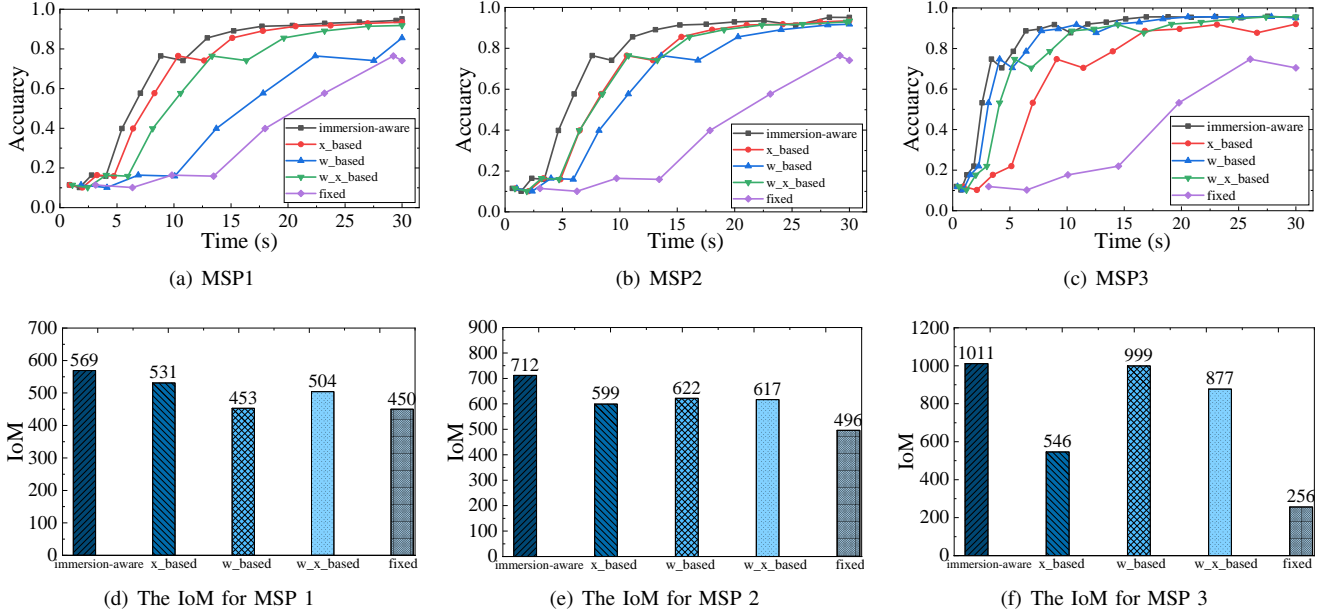 Accuarcy
1.0
0.8
0.6
0.4
0.2
0.0
immersion-aware
x_based
w_based
w_x_based
fixed
0 5 10 15 20 25 30
Time (s)
(a) MSP1
Accuarcy
1.0
0.8
0.6
0.4
0.2
0.0
immersion-aware
x_based
w_based
w_x_based
fixed
0 5 10 15 20 25 30
Time (s)
(b) MSP2
Accuarcy
1.0
0.8
0.6
0.4
0.2
0.0
immersion-aware
x_based
w_based
w_x_based
fixed
0 5 10 15 20 25 30
Time (s)
(c) MSP3
IoM
700
600
500
400
300
200
100
0
569 531 453 504 450
immersion-aware x_based w_based w_x_based fixed
(d) The IoM for MSP 1
IoM
900
800
700
600
500
400
300
200
100
0
712 599 622 617 496
immersion-aware x_based w_based w_x_based fixed
(e) The IoM for MSP 2
IoM
1200
1000
800
600
400
200
0
1011 546 999 877 256
immersion-aware x_based w_based w_x_based fixed
(f) The IoM for MSP 3